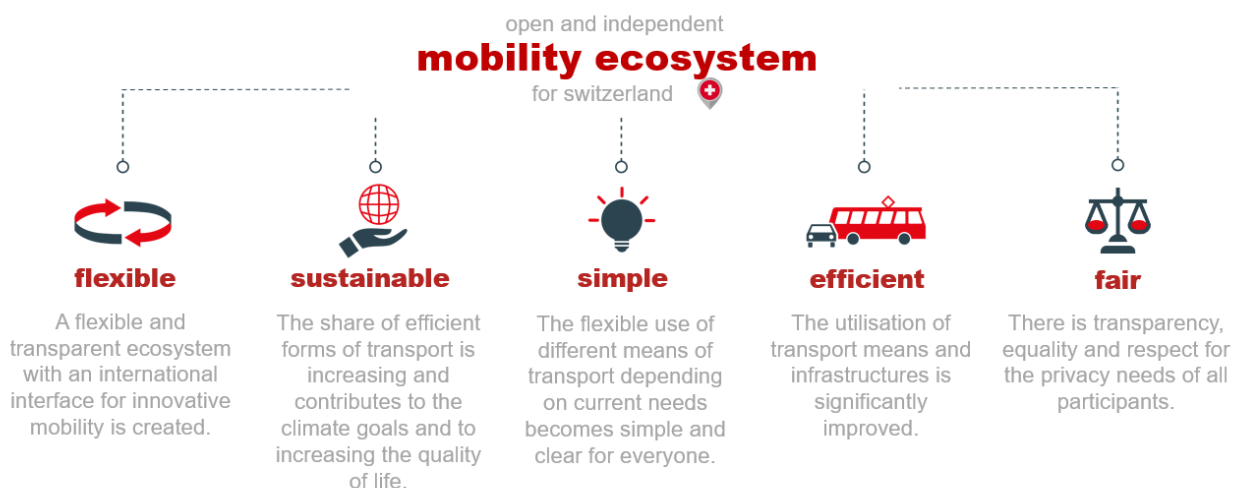 open and independent
mobility ecosystem
for switzerland
flexible
A flexible and
transparent ecosystem
with an international
interface for innovative
mobility is created.
sustainable
The share of efficient
forms of transport is
increasing and
contributes to the
climate goals and to
increasing the quality
of life.
simple
The flexible use of
different means of
transport depending
on current needs
becomes simple and
clear for everyone.
efficient
The utilisation of
transport means and
infrastructures is
significantly
improved.
fair
There is transparency,
equality and respect for
the privacy needs of all
participants.